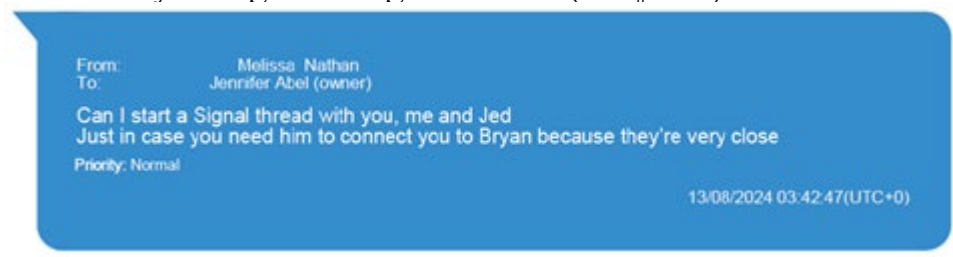 From: Melissa Nathan
To: Jennifer Abel (owner)
Can I start a Signal thread with you, me and Jed
Just in case you need him to connect you to Bryan because they're very close
Priority: Normal
13/08/2024 03:42:47(UTC+0)